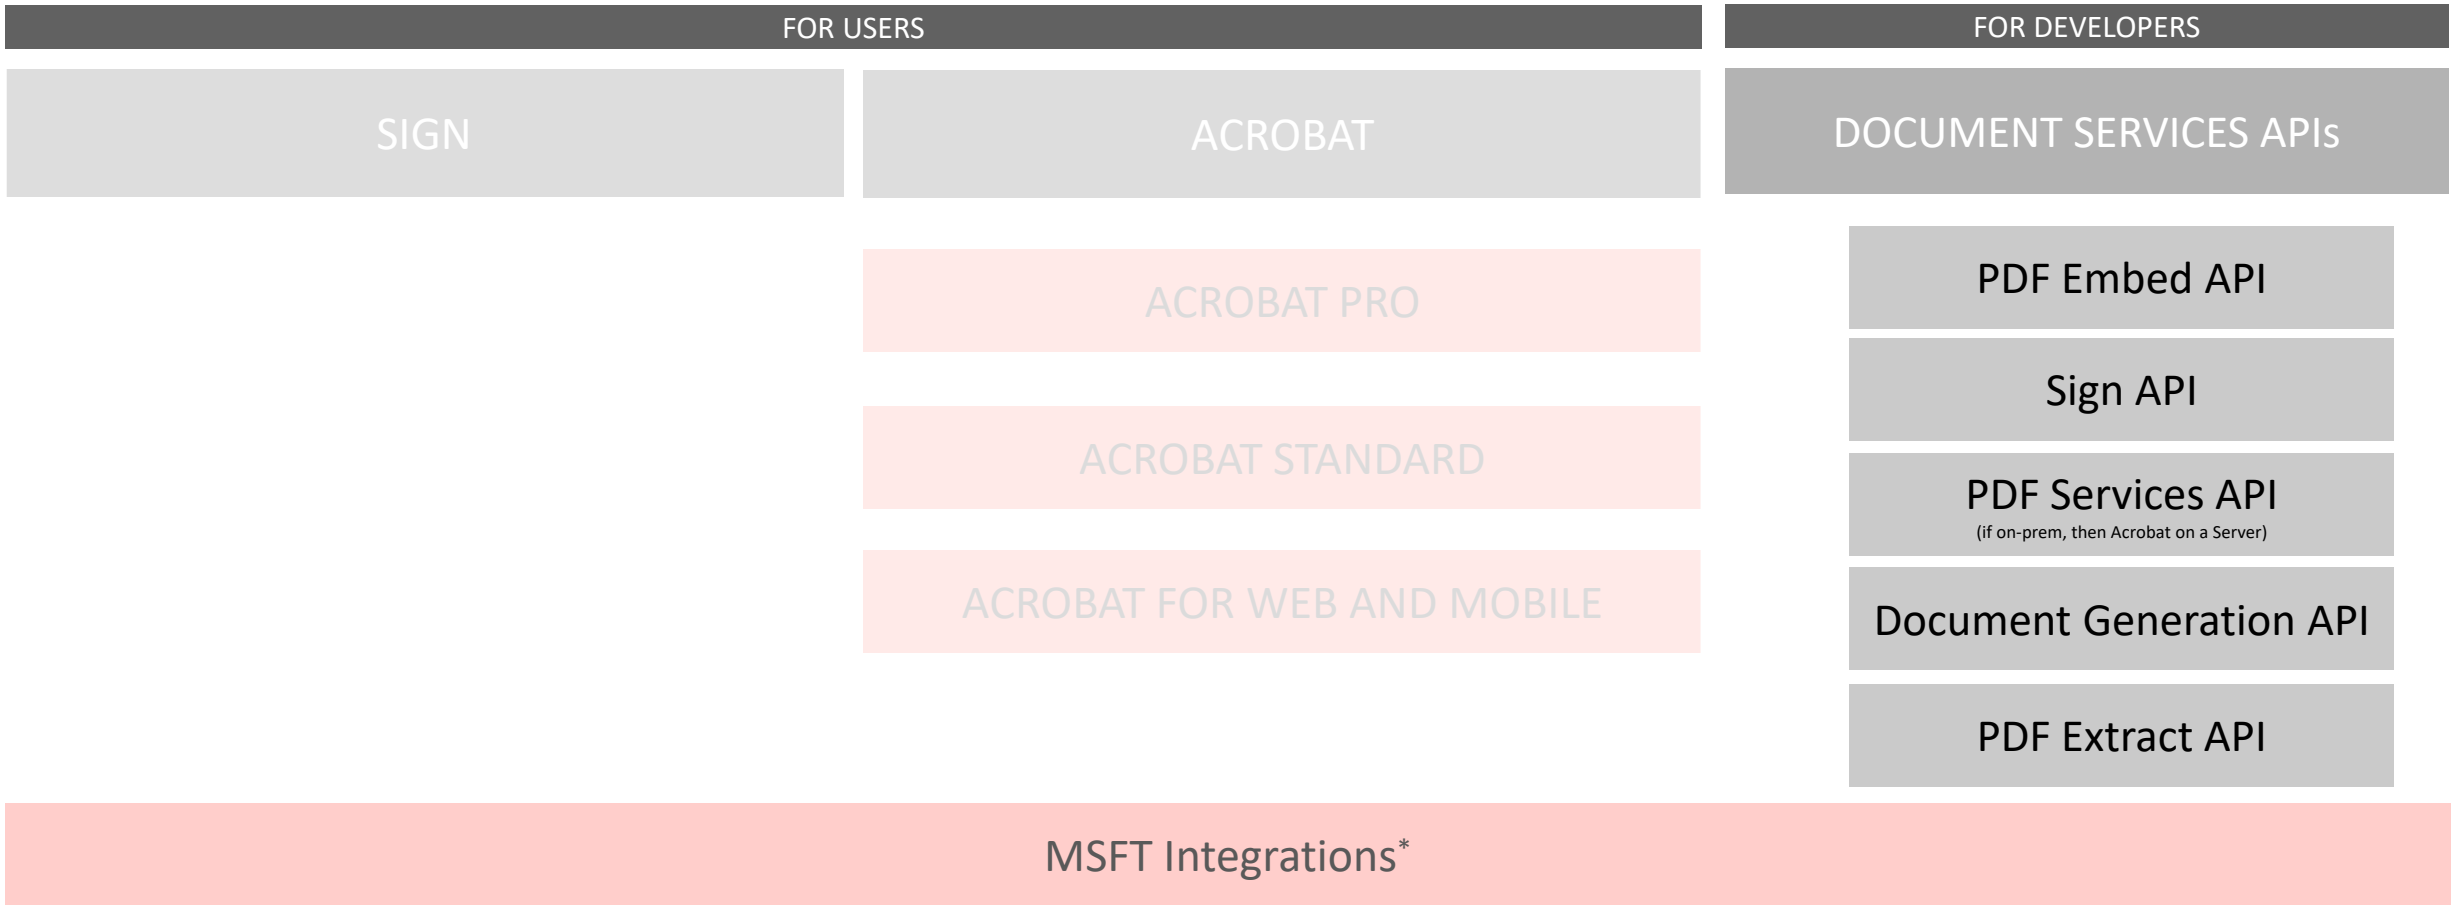 FOR USERS
FOR DEVELOPERS
SIGN
ACROBAT
DOCUMENT SERVICES APIs
ACROBAT PRO
ACROBAT STANDARD
ACROBAT FOR WEB AND MOBILE
PDF Embed API
Sign API
PDF Services API
(if on-prem, then Acrobat on a Server)
Document Generation API
PDF Extract API
MSFT Integrations*